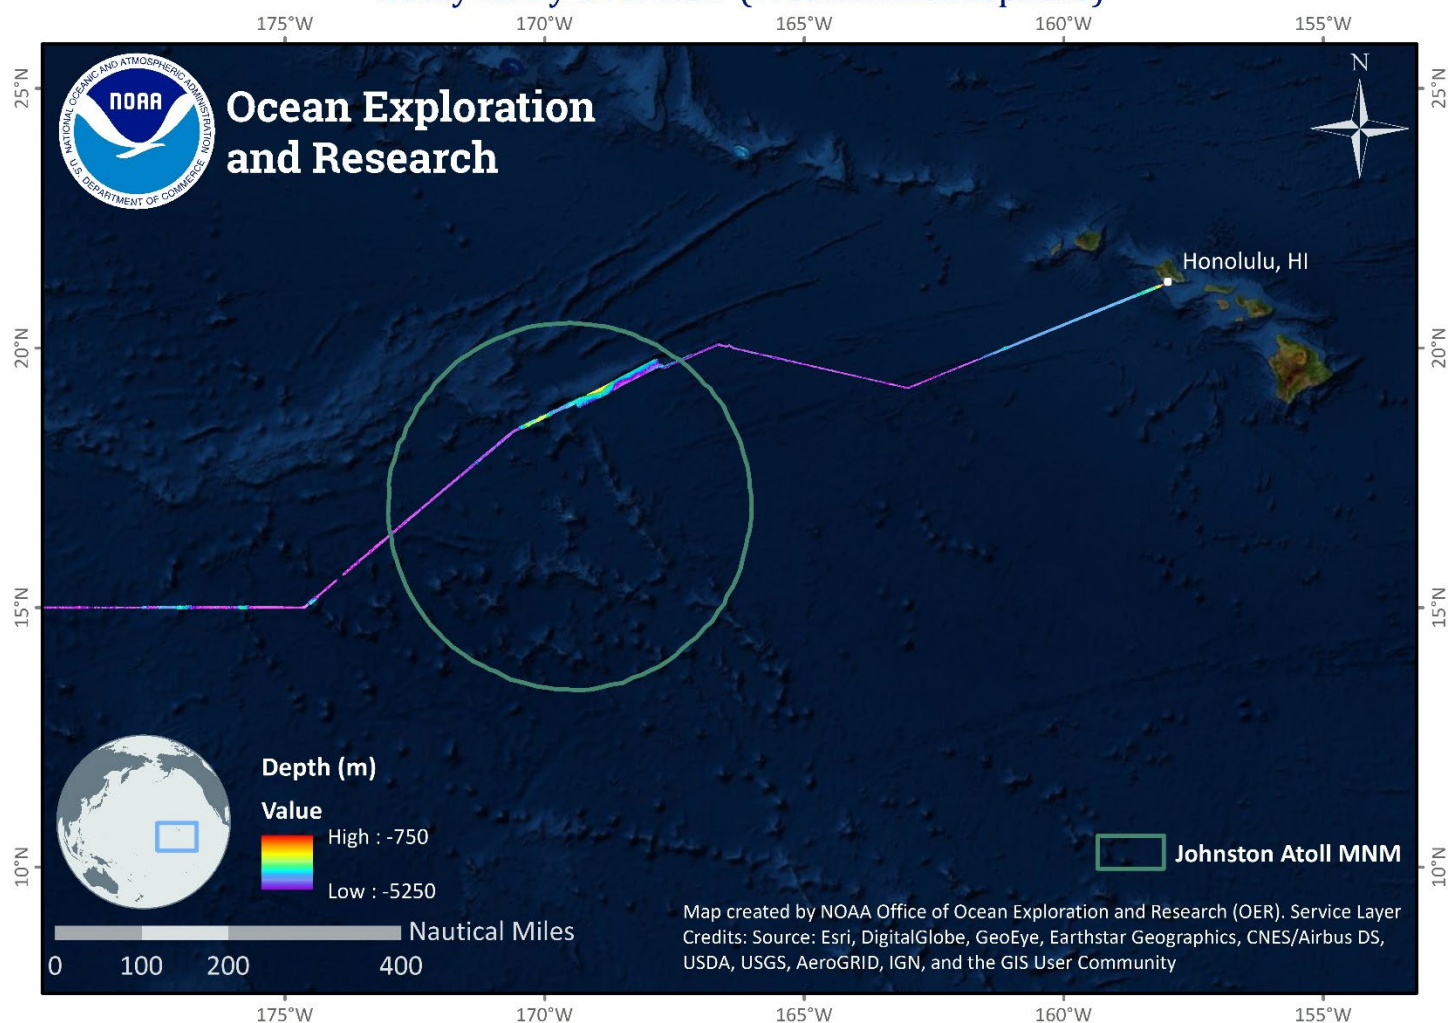 175°W 170°W 165°W 160°W 155°W
25°N 25°N
N
NATIONAL OCEANIC AND ATMOSPHERIC ADMINISTRATION
U.S. DEPARTMENT OF COMMERCE
NOAA
Ocean Exploration
and Research
Honolulu, HI
20°N 20°N
15°N 15°N
Depth (m)
Value
High : -750
Low : -5250
10°N 10°N
Johnston Atoll MNM
Nautical Miles
0 100 200 400
Map created by NOAA Office of Ocean Exploration and Research (OER). Service Layer
Credits: Source: Esri, DigitalGlobe, GeoEye, Earthstar Geographics, CNES/Airbus DS,
USDA, USGS, AeroGRID, IGN, and the GIS User Community
175°W 170°W 165°W 160°W 155°W